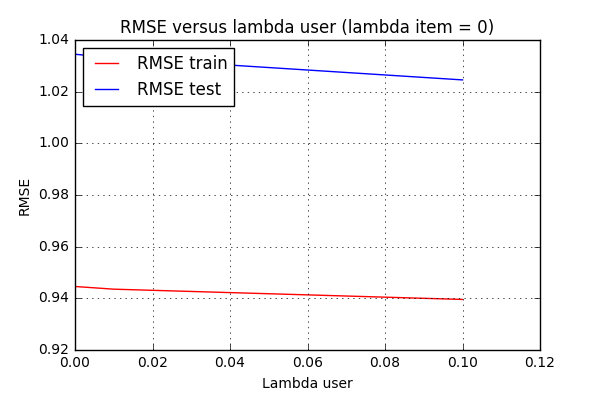 RMSE versus lambda user (lambda item = 0)
1.04
1.02
1.00
0.98
0.96
0.94
0.92
RMSE
RMSE train
RMSE test
0.00 0.02 0.04 0.06 0.08 0.10 0.12
Lambda user